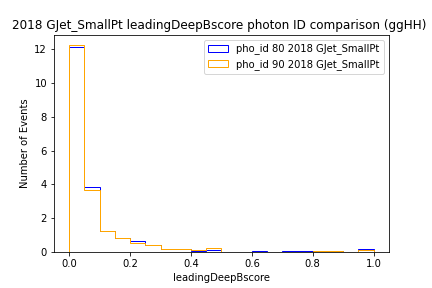 2018 GJet_SmallPt leadingDeepBscore photon ID comparison (ggHH)
pho_id 80 2018 GJet_SmallPt
pho_id 90 2018 GJet_SmallPt
Number of Events
12
10
8
6
4
2
0
0.0 0.2 0.4 0.6 0.8 1.0
leadingDeepBscore